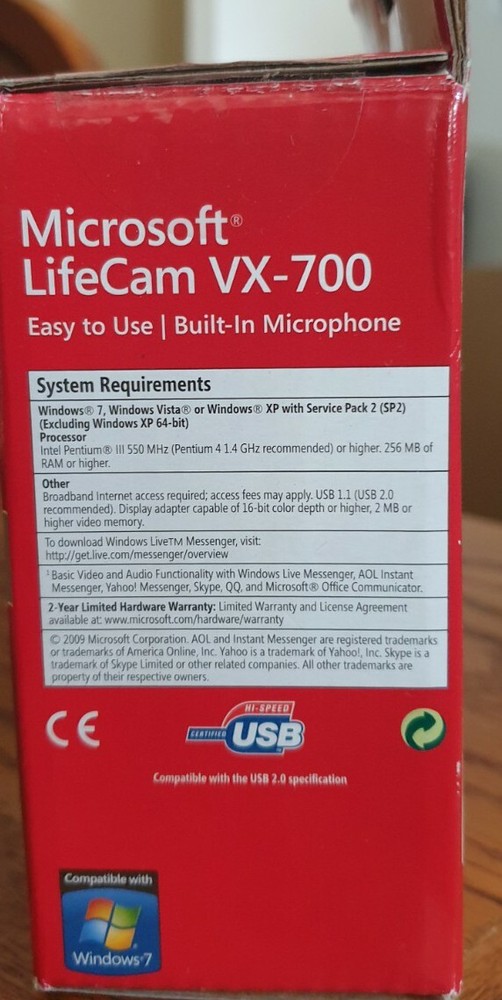 Microsoft®
LifeCam VX-700
Easy to Use | Built-In Microphone
System Requirements
Windows® 7, Windows Vista® or Windows® XP with Service Pack 2 (SP2)
(Excluding Windows XP 64-bit)
Processor
Intel Pentium® III 550 MHz (Pentium 4 1.4 GHz recommended) or higher. 256 MB of
RAM or higher.
Other
Broadband Internet access required; access fees may apply. USB 1.1 (USB 2.0
recommended). Display adapter capable of 16-bit color depth or higher, 2 MB or
higher video memory.
To download Windows Live™ Messenger, visit:
http://get.live.com/messenger/overview
¹ Basic Video and Audio Functionality with Windows Live Messenger, AOL Instant
Messenger, Yahoo! Messenger, Skype, QQ, and Microsoft® Office Communicator.
2-Year Limited Hardware Warranty: Limited Warranty and License Agreement
available at: www.microsoft.com/hardware/warranty
© 2009 Microsoft Corporation. AOL and Instant Messenger are registered trademarks
or trademarks of America Online, Inc. Yahoo is a trademark of Yahoo!, Inc. Skype is a
trademark of Skype Limited or other related companies. All other trademarks are
property of their respective owners.
CE
HI-SPEED
CERTIFIED USB™
Compatible with the USB 2.0 specification
Compatible with
Windows®7